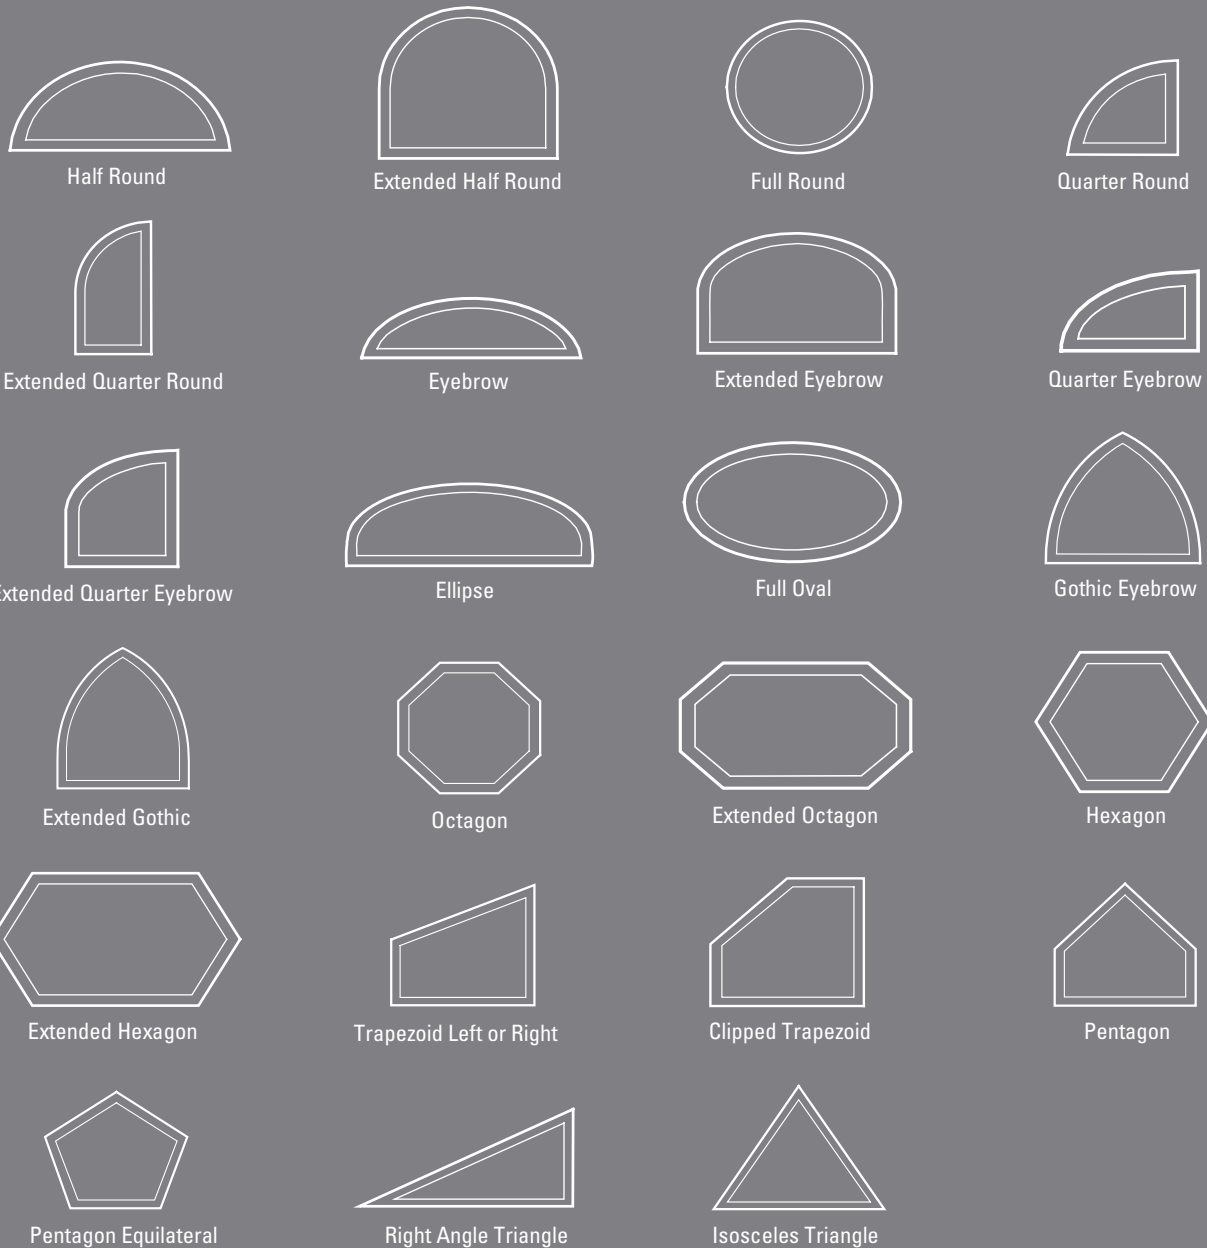 Half Round
Extended Half Round
Full Round
Quarter Round
Extended Quarter Round
Eyebrow
Extended Eyebrow
Quarter Eyebrow
Extended Quarter Eyebrow
Ellipse
Full Oval
Gothic Eyebrow
Extended Gothic
Octagon
Extended Octagon
Hexagon
Extended Hexagon
Trapezoid Left or Right
Clipped Trapezoid
Pentagon
Pentagon Equilateral
Right Angle Triangle
Isosceles Triangle